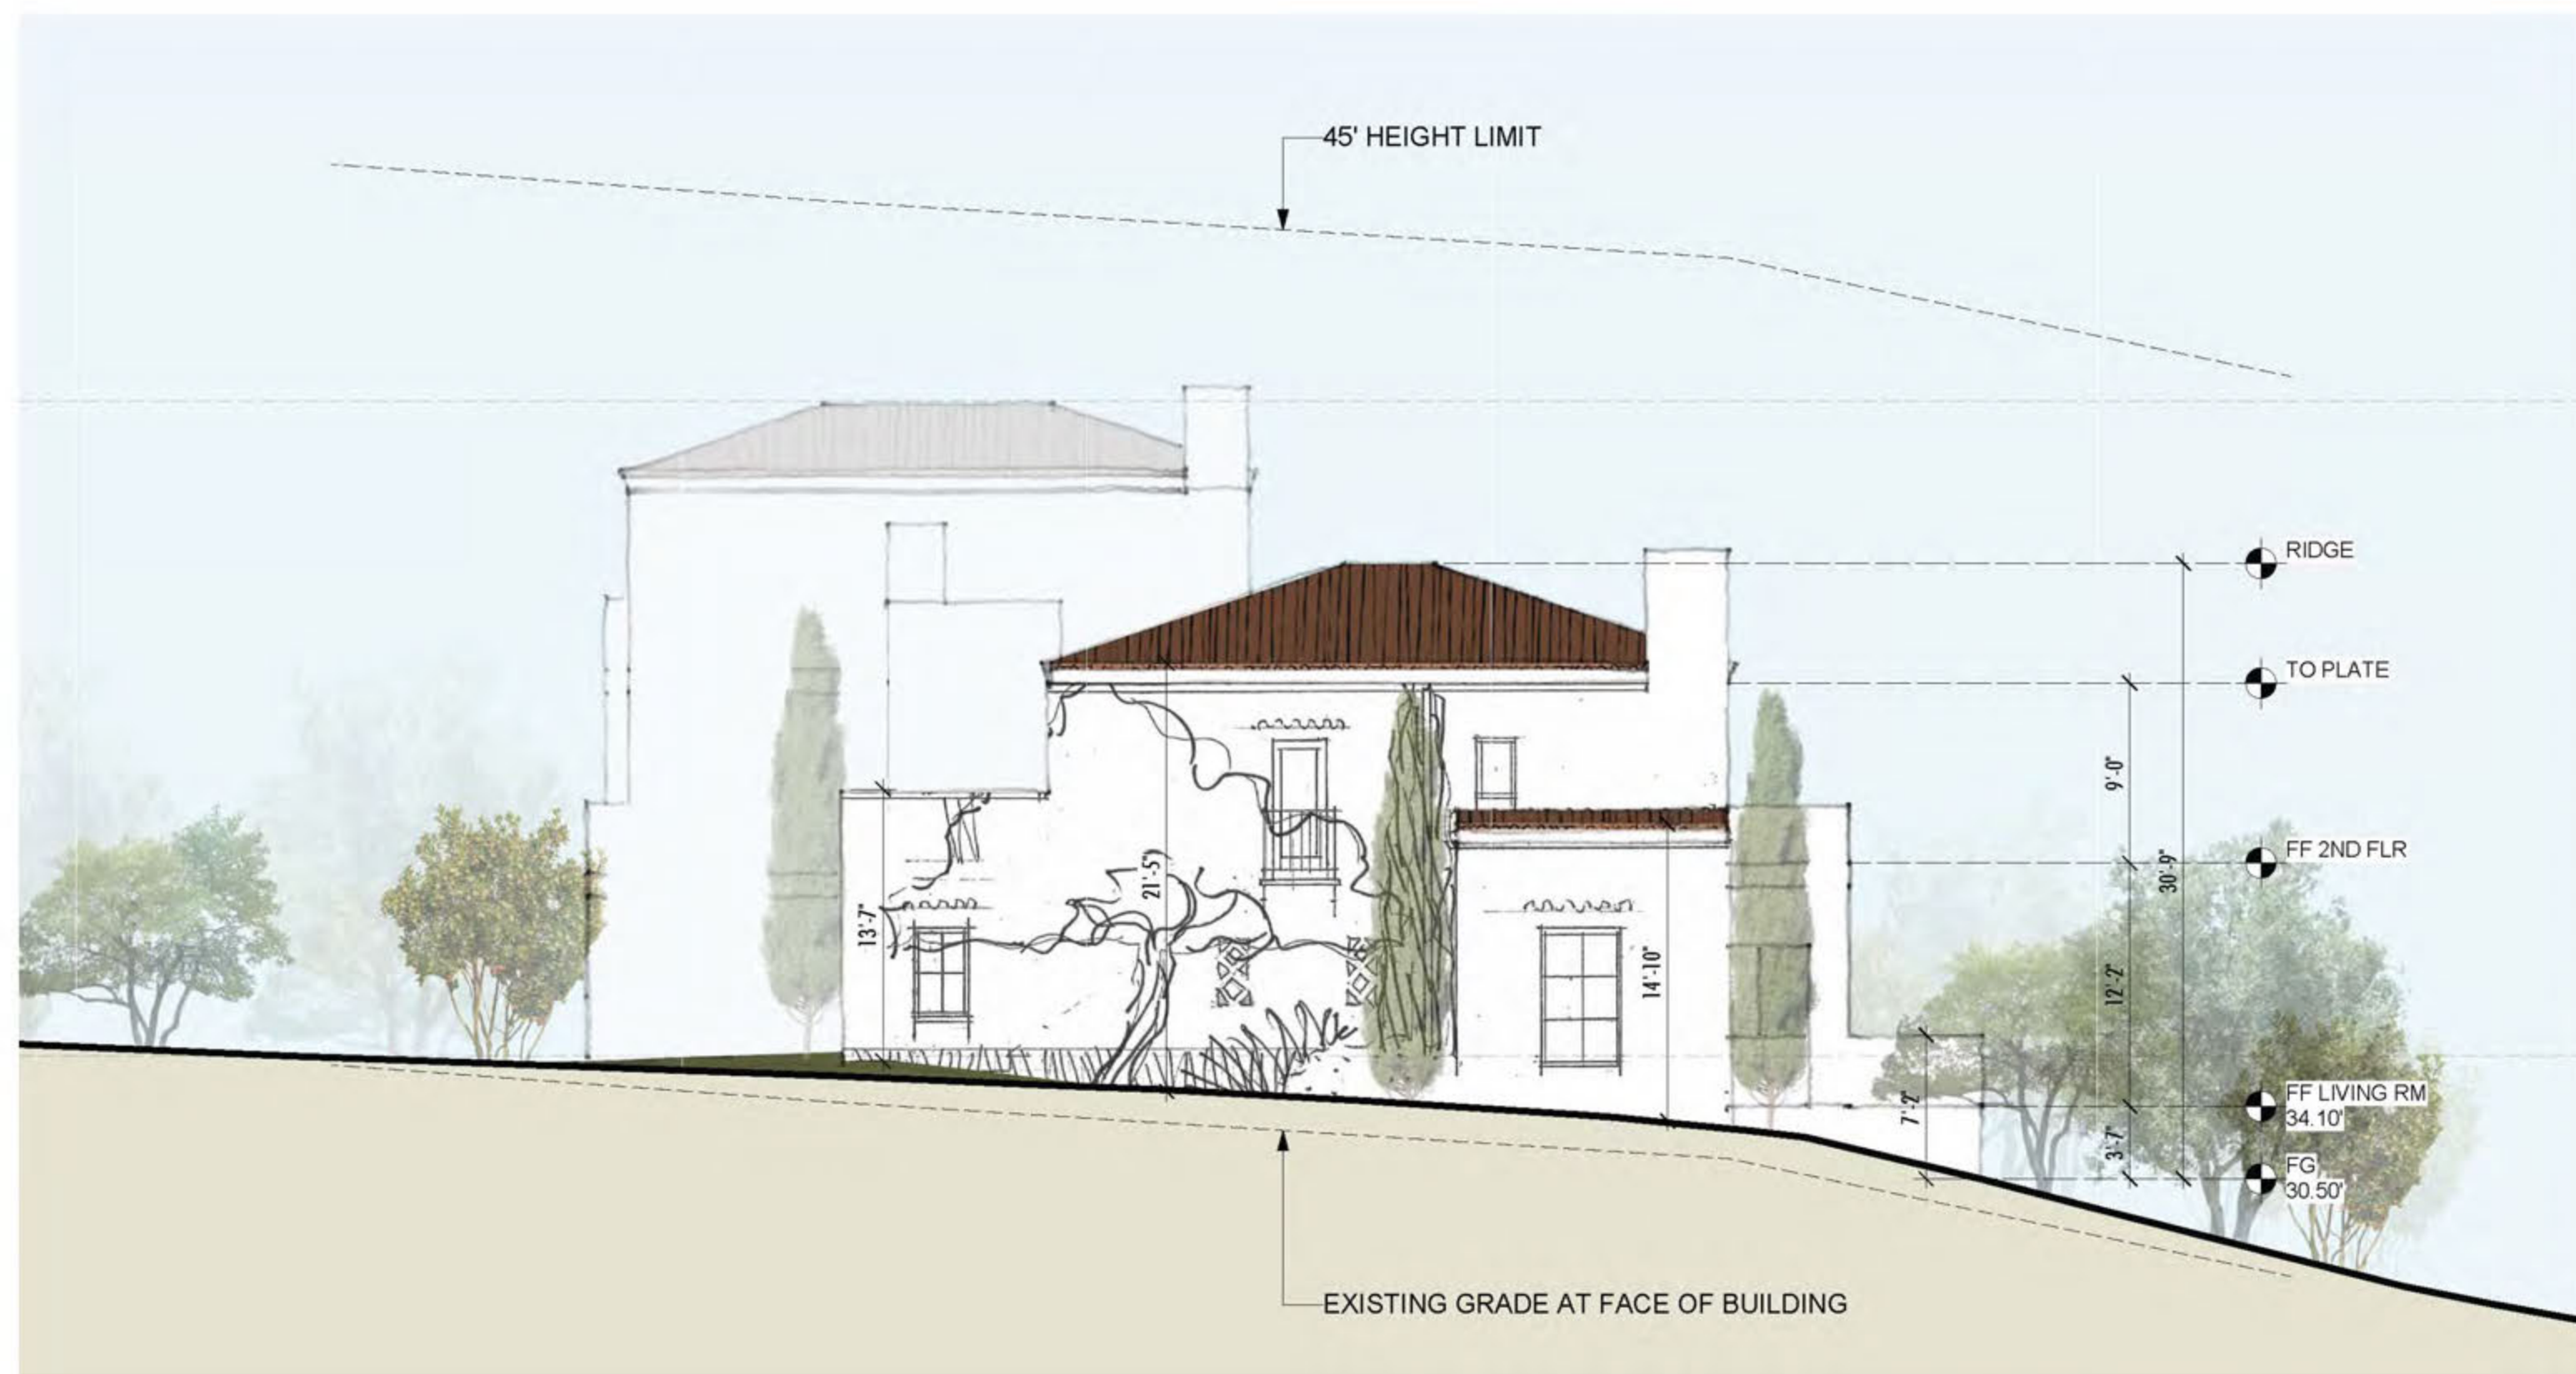 45' HEIGHT LIMIT
RIDGE
TO PLATE
9'-0"
FF 2ND FLR
30'-9"
21'-5"
13'-7"
14'-10"
12'-2"
FF LIVING RM
34.10'
7'-2"
3'-7"
FG
30.50'
EXISTING GRADE AT FACE OF BUILDING